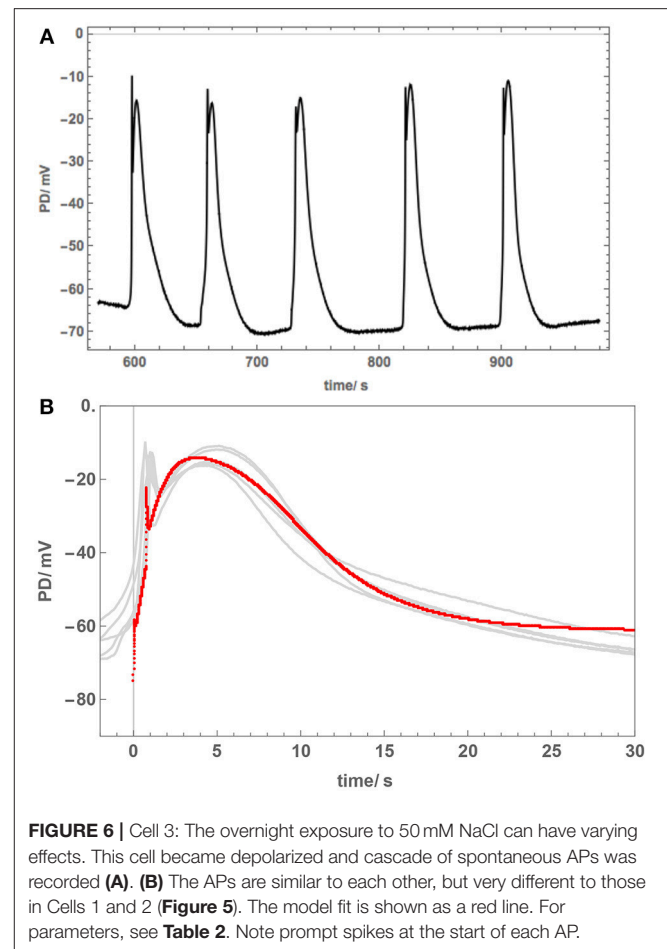 A
0
−10
−20
−30
−40
−50
−60
−70
PD/ mV
600 700 800 900
time/ s
B
0.
−20
−40
−60
−80
PD/ mV
0 5 10 15 20 25 30
time/ s
FIGURE 6 | Cell 3: The overnight exposure to 50 mM NaCl can have varying
effects. This cell became depolarized and cascade of spontaneous APs was
recorded (A). (B) The APs are similar to each other, but very different to those
in Cells 1 and 2 (Figure 5). The model fit is shown as a red line. For
parameters, see Table 2. Note prompt spikes at the start of each AP.